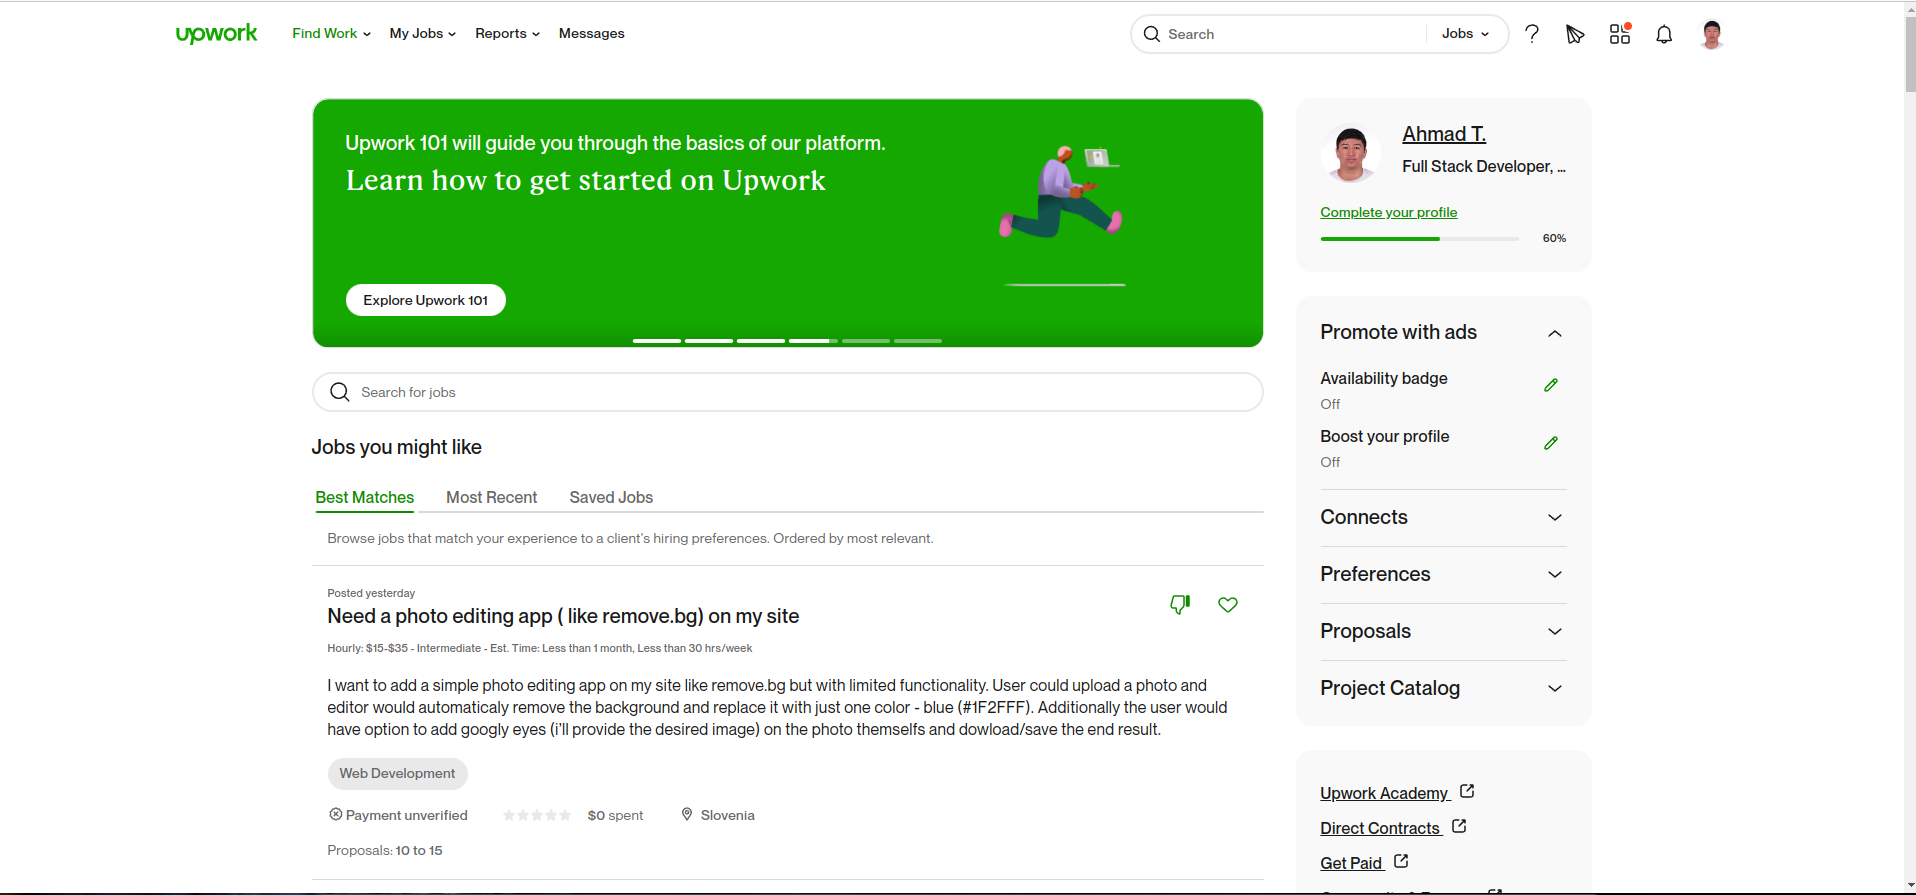 upwork
Find Work
My Jobs
Reports
Messages
Search
Jobs
Upwork 101 will guide you through the basics of our platform.
Learn how to get started on Upwork
Explore Upwork 101
Search for jobs
Jobs you might like
Best Matches
Most Recent
Saved Jobs
Browse jobs that match your experience to a client's hiring preferences. Ordered by most relevant.
Posted yesterday
Need a photo editing app ( like remove.bg) on my site
Hourly: $15-$35 - Intermediate - Est. Time: Less than 1 month, Less than 30 hrs/week
I want to add a simple photo editing app on my site like remove.bg but with limited functionality. User could upload a photo and
editor would automaticaly remove the background and replace it with just one color - blue (#1F2FFF). Additionally the user would
have option to add googly eyes (i'll provide the desired image) on the photo themselfs and dowload/save the end result.
Web Development
Payment unverified
$0 spent
Slovenia
Proposals: 10 to 15
Ahmad T.
Full Stack Developer, ...
Complete your profile
60%
Promote with ads
Availability badge
Off
Boost your profile
Off
Connects
Preferences
Proposals
Project Catalog
Upwork Academy
Direct Contracts
Get Paid